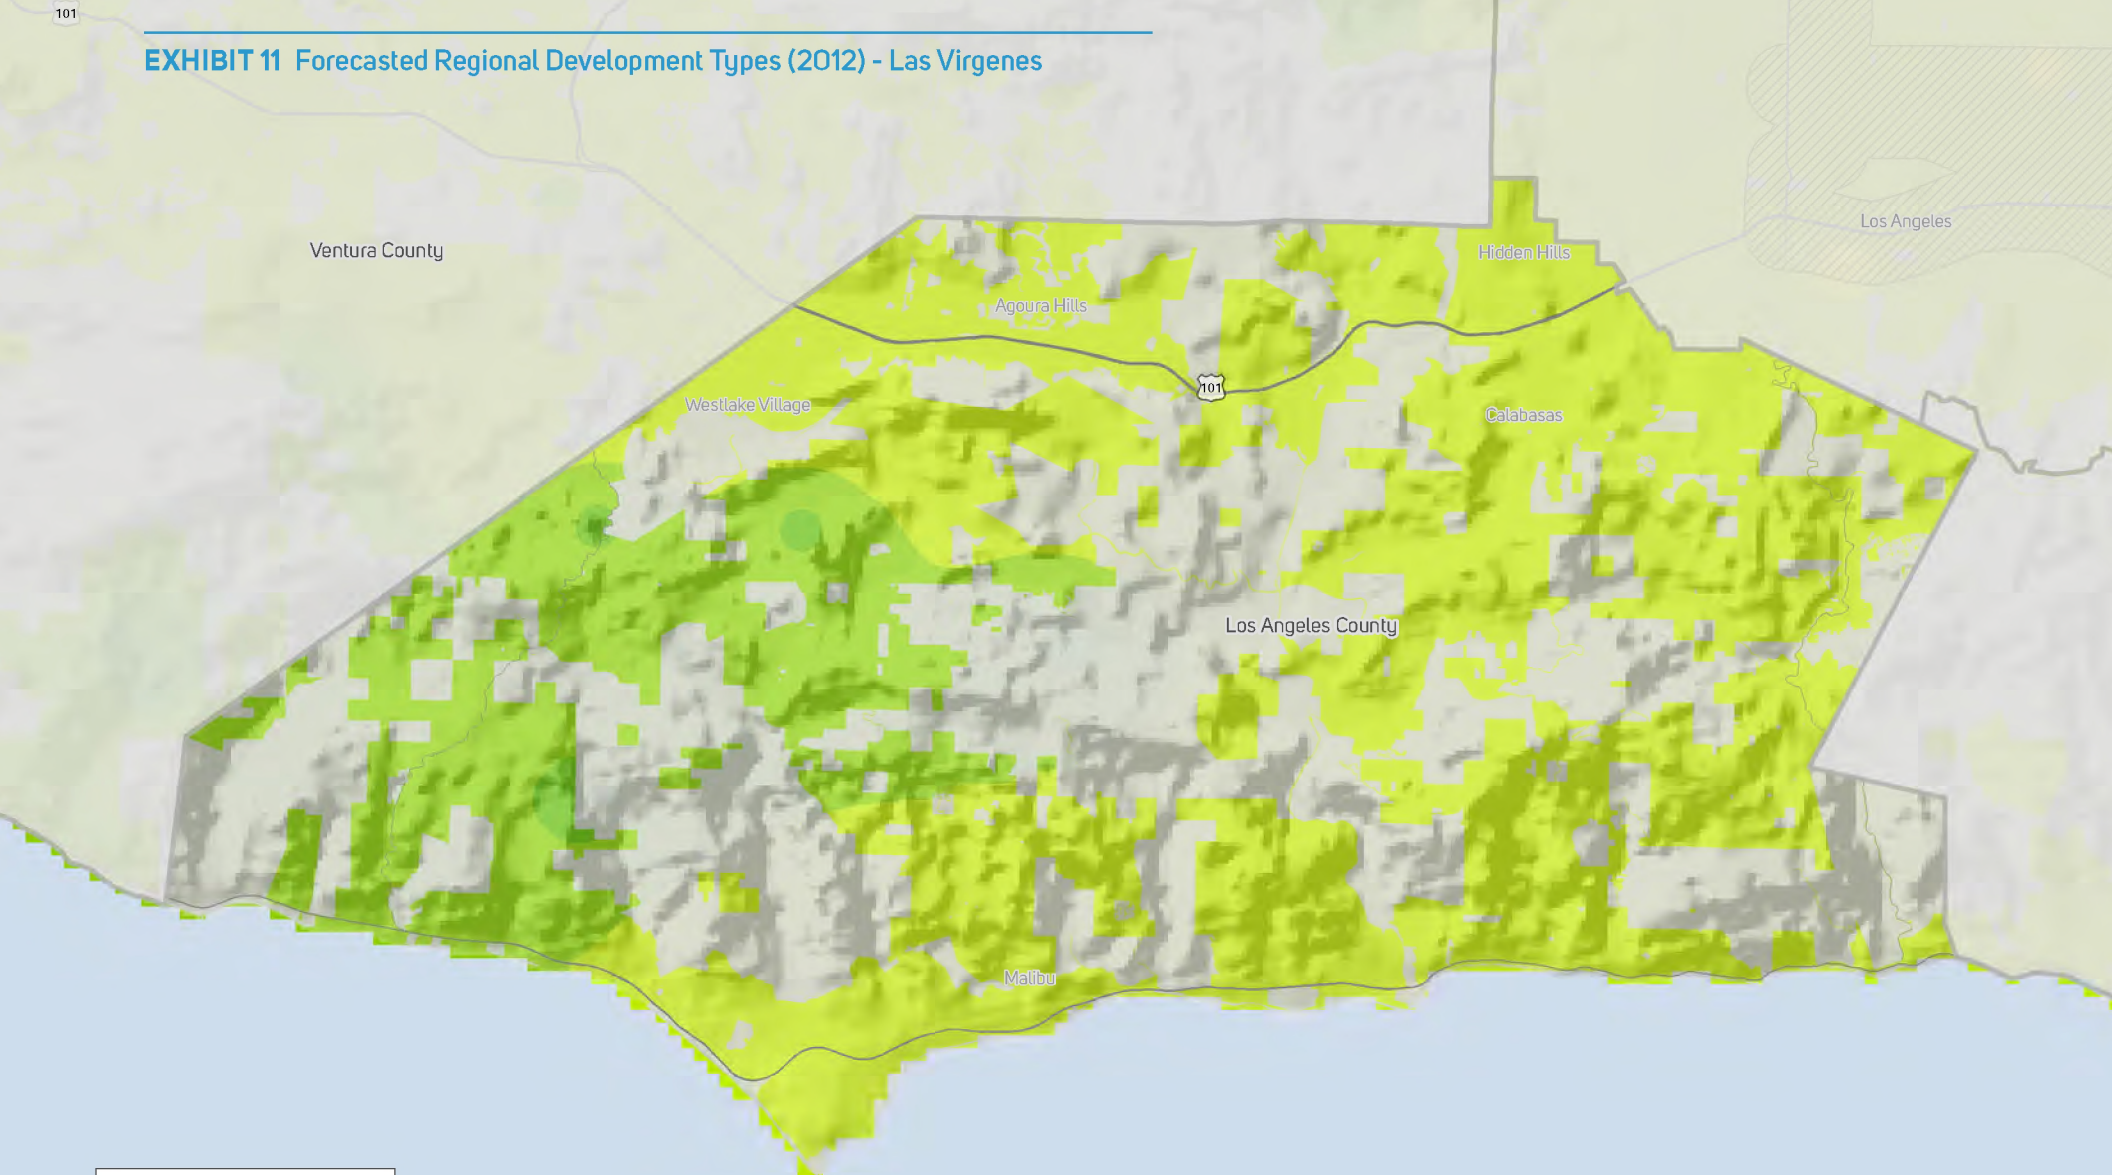 101
EXHIBIT 11 Forecasted Regional Development Types (2012) - Las Virgenes
Los Angeles
Ventura County
Hidden Hills
Agoura Hills
101
Westlake Village
Calabasas
Los Angeles County
Malibu